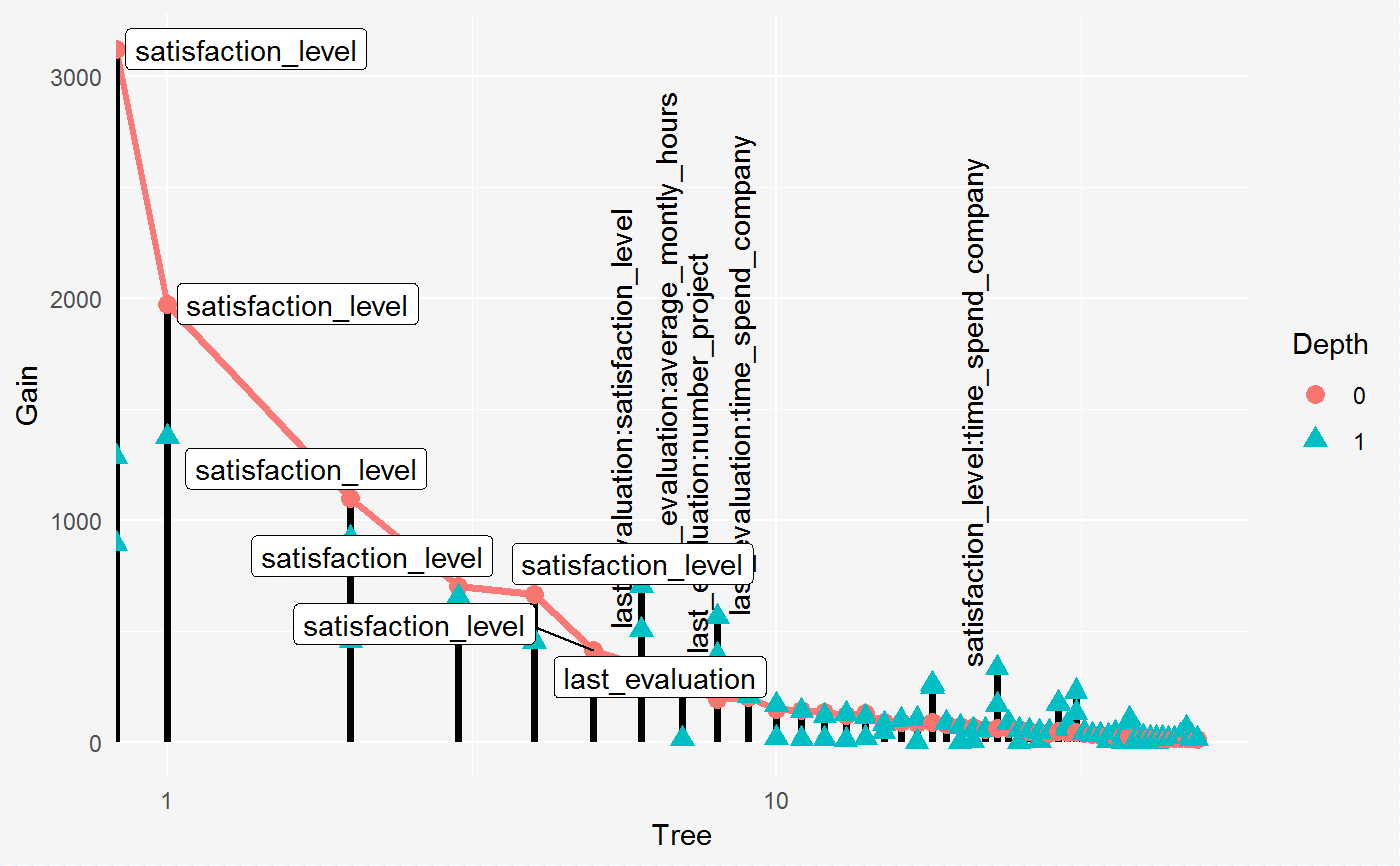 satisfaction_level
3000
last_evaluation:average_montly_hours
last_evaluation:time_spend_company
satisfaction_level:time_spend_company
last_evaluation:satisfaction_level
last_evaluation:number_project
2000
satisfaction_level
Depth
0
1
Gain
satisfaction_level
1000
satisfaction_level
satisfaction_level
satisfaction_level
last_evaluation
0
1
10
Tree